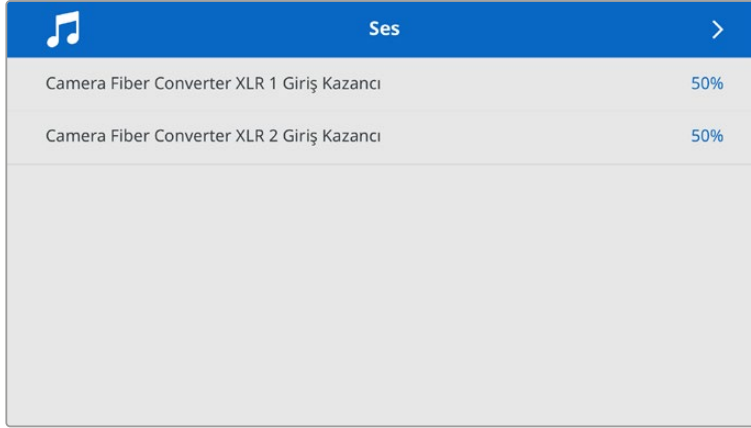 Ses
Camera Fiber Converter XLR 1 Giriş Kazancı 50%
Camera Fiber Converter XLR 2 Giriş Kazancı 50%